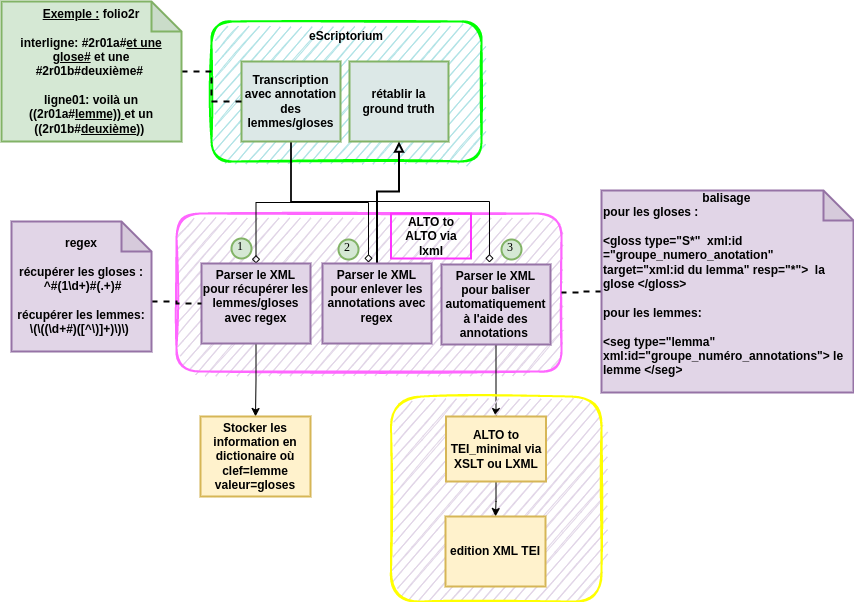 Exemple : folio2r
interligne: #2r01a#et une
glose# et une
#2r01b#deuxième#
ligne01: voilà un
((2r01a#lemme)) et un
((2r01b#deuxième))
eScriptorium
Transcription
avec annotation
des
lemmes/gloses
rétablir la
ground truth
regex
récupérer les gloses :
^#(1\d+)#(.+)#
récupérer les lemmes:
\(\((\d+#)([^\)]+)\)\)
ALTO to
ALTO via
lxml
1
Parser le XML
pour récupérer les
lemmes/gloses
avec regex
2
Parser le XML
pour enlever les
annotations avec
regex
3
Parser le XML
pour baliser
automatiquement
à l'aide des
annotations
balisage
pour les gloses :
<gloss type="S*"  xml:id
="groupe_numero_anotation"
target="xml:id du lemma" resp="*">  la
glose </gloss>
pour les lemmes:
<seg type="lemma"
xml:id="groupe_numéro_annotations"> le
lemme </seg>
Stocker les
information en
dictionaire où
clef=lemme
valeur=gloses
ALTO to
TEI_minimal via
XSLT ou LXML
edition XML TEI